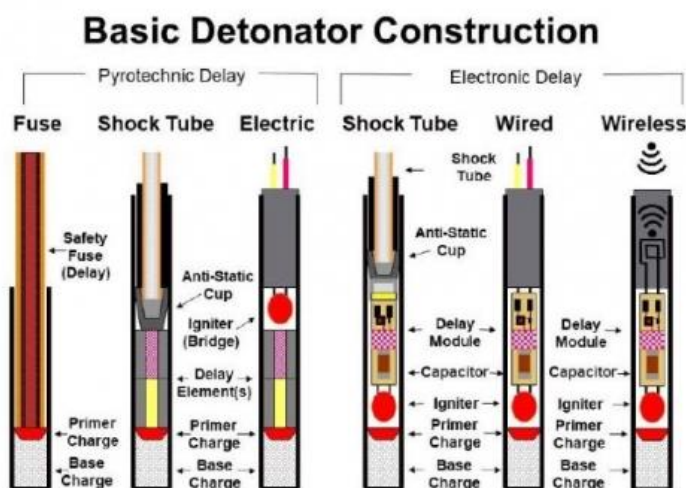 Basic Detonator Construction
Pyrotechnic Delay
Electronic Delay
Fuse
Shock Tube
Electric
Shock Tube
Wired
Wireless
Shock
Tube
Safety
Fuse
(Delay)
Anti-Static
Cup
Anti-Static
Cup
Igniter
(Bridge)
Delay
Module
Delay
Module
Delay
Element(s)
Capacitor
Capacitor
Igniter
Igniter
Primer
Charge
Primer
Charge
Primer
Charge
Primer
Charge
Base
Charge
Base
Charge
Base
Charge
Base
Charge